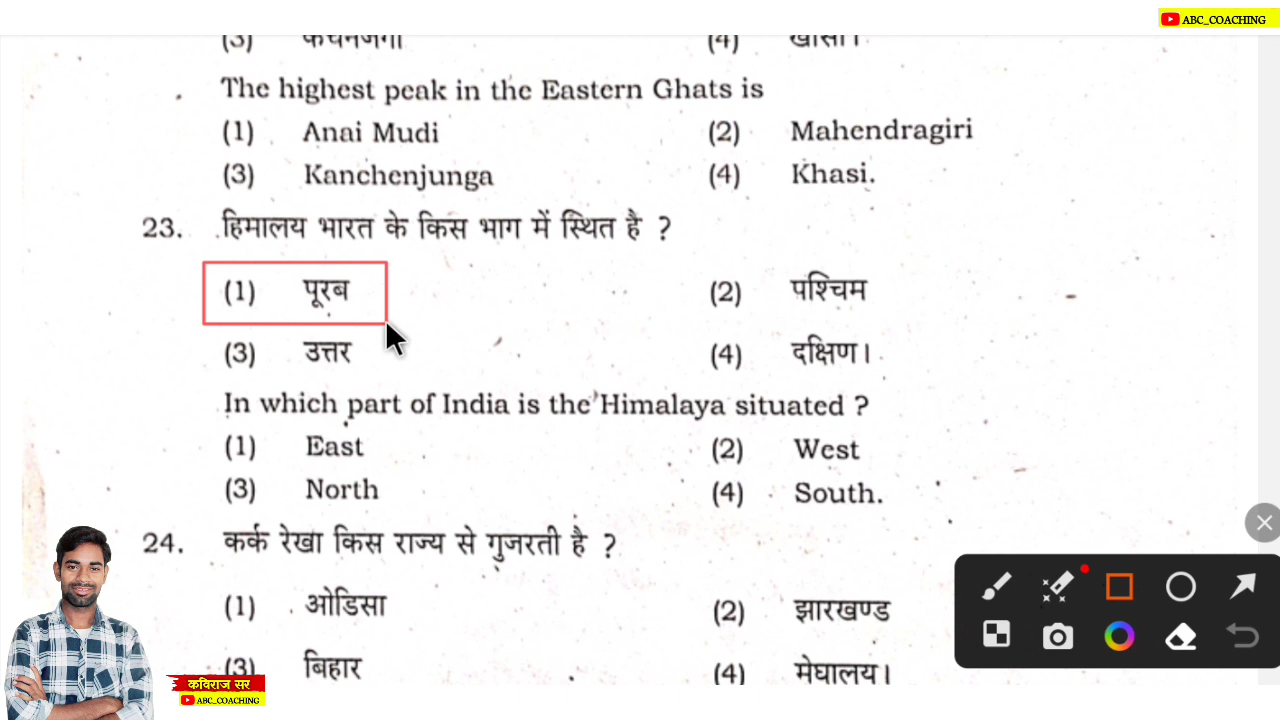 ABC_COACHING
(3) कंचनजंगा (4) खासी।
The highest peak in the Eastern Ghats is
(1) Anai Mudi (2) Mahendragiri
(3) Kanchenjunga (4) Khasi.
23. हिमालय भारत के किस भाग में स्थित है ?
(1) पूरब (2) पश्चिम
(3) उत्तर (4) दक्षिण।
In which part of India is the Himalaya situated ?
(1) East (2) West
(3) North (4) South.
24. कर्क रेखा किस राज्य से गुजरती है ?
(1) ओडिसा (2) झारखण्ड
(3) बिहार (4) मेघालय।
कविराज सर
ABC_COACHING